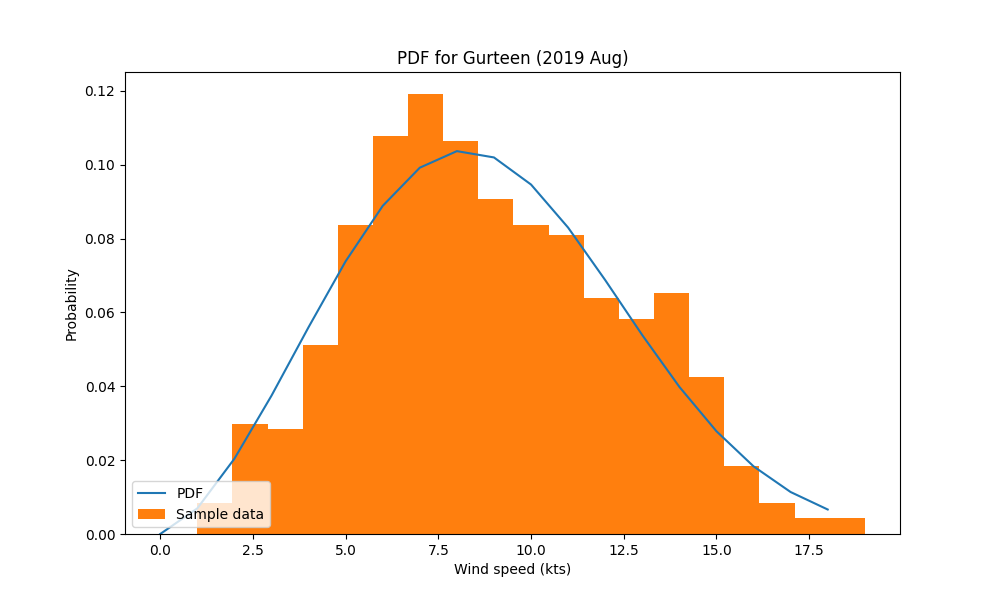 PDF for Gurteen (2019 Aug)
Probability
0.12
0.10
0.08
0.06
0.04
0.02
0.00
PDF
Sample data
0.0 2.5 5.0 7.5 10.0 12.5 15.0 17.5
Wind speed (kts)